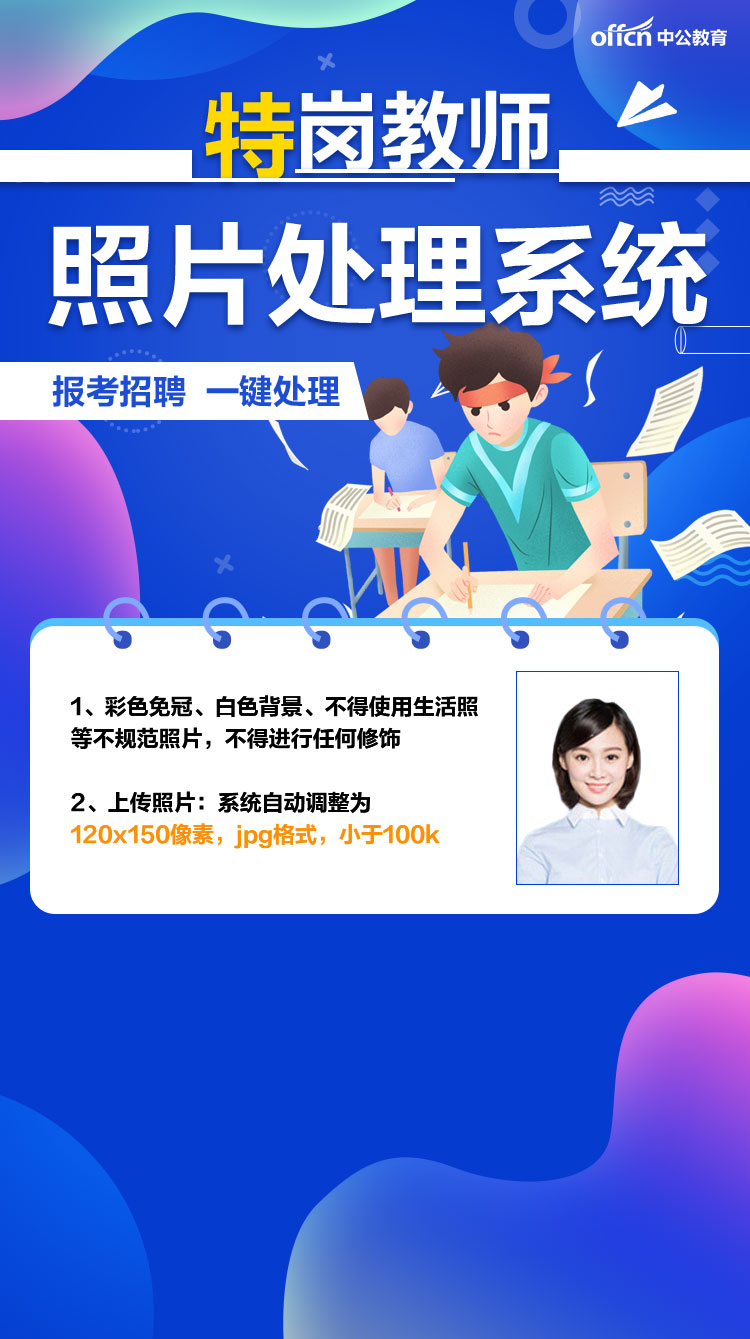 offcn 中公教育
特岗教师
照片处理系统
报考招聘 一键处理
1、彩色免冠、白色背景、不得使用生活照
等不规范照片，不得进行任何修饰
2、上传照片：系统自动调整为
120x150像素，jpg格式，小于100k